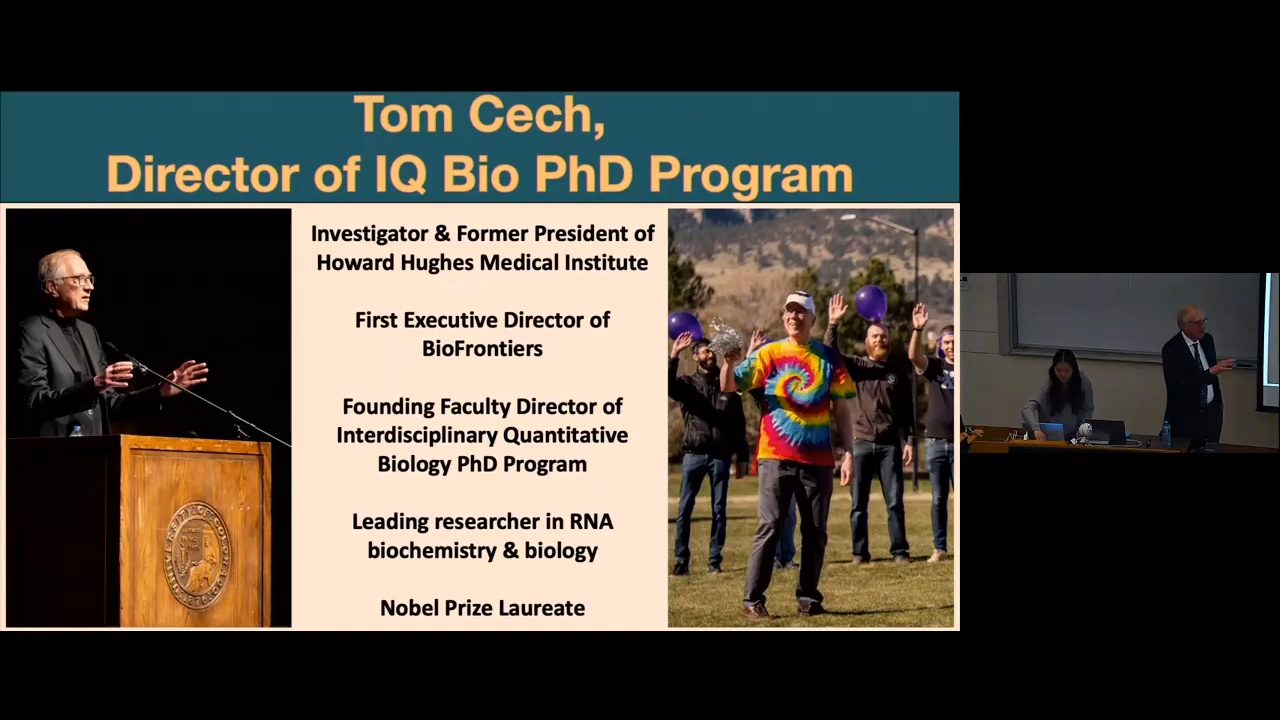 Tom Cech,
Director of IQ Bio PhD Program
Investigator & Former President of
Howard Hughes Medical Institute
First Executive Director of
BioFrontiers
Founding Faculty Director of
Interdisciplinary Quantitative
Biology PhD Program
Leading researcher in RNA
biochemistry & biology
Nobel Prize Laureate